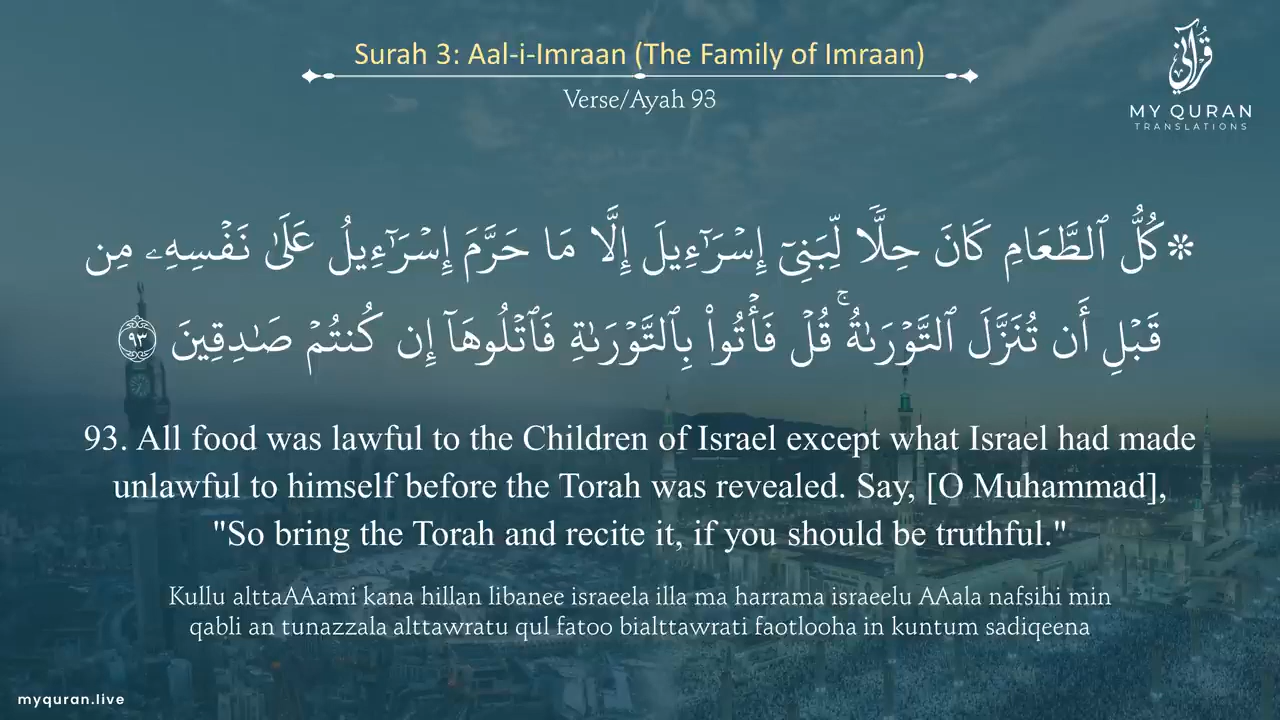 Surah 3: Aal-i-Imraan (The Family of Imraan)
Verse/Ayah 93
قُرآني
MY QURAN
TRANSLATIONS
۞ كُلُّ ٱلطَّعَامِ كَانَ حِلًّۭا لِّبَنِىٓ إِسْرَٰٓءِيلَ إِلَّا مَا حَرَّمَ إِسْرَٰٓءِيلُ عَلَىٰ نَفْسِهِۦ مِن
قَبْلِ أَن تُنَزَّلَ ٱلتَّوْرَىٰةُ ۗ قُلْ فَأْتُوا۟ بِٱلتَّوْرَىٰةِ فَٱتْلُوهَآ إِن كُنتُمْ صَـٰدِقِينَ ٩٣
93. All food was lawful to the Children of Israel except what Israel had made
unlawful to himself before the Torah was revealed. Say, [O Muhammad],
"So bring the Torah and recite it, if you should be truthful."
Kullu alttaAAami kana hillan libanee israeela illa ma harrama israeelu AAala nafsihi min
qabli an tunazzala alttawratu qul fatoo bialttawrati faotlooha in kuntum sadiqeena
myquran.live